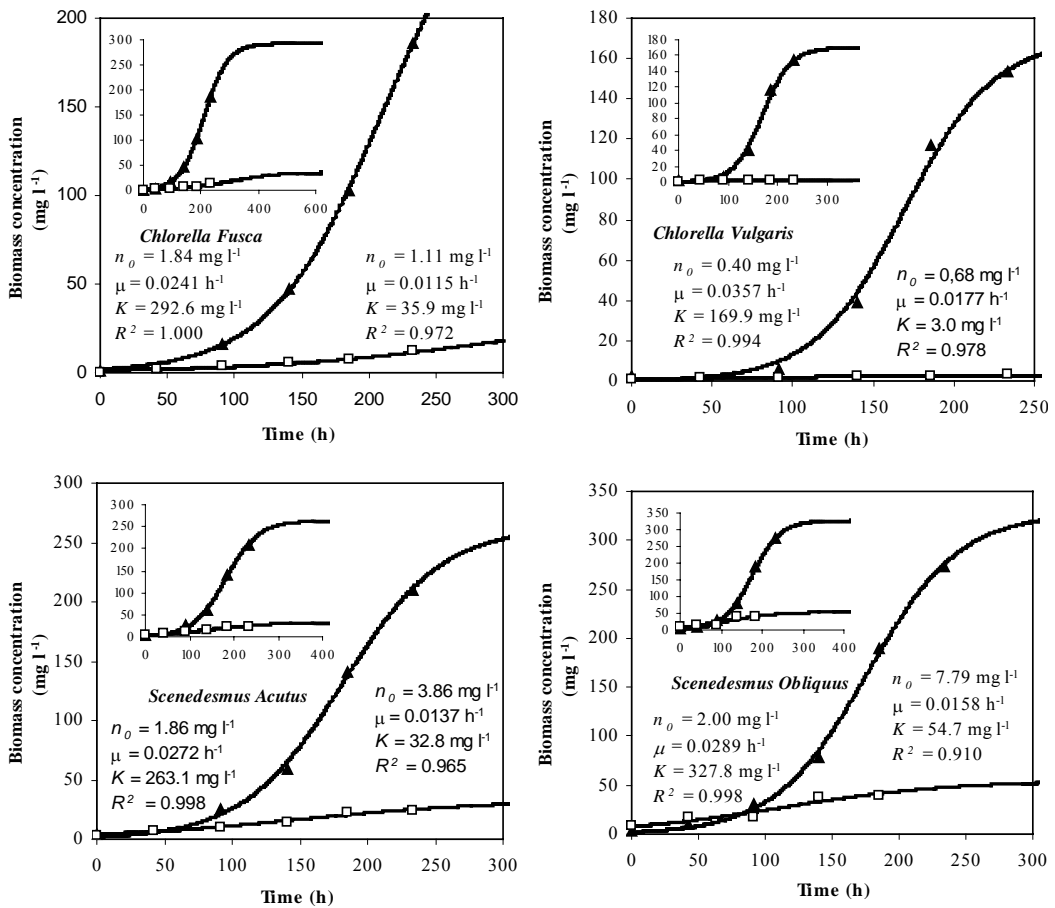 Biomass concentration
(mg l-1)
200
150
100
50
0
300
250
200
150
100
50
0
0 200 400 600
Chlorella Fusca
n0 = 1.84 mg l-1
μ = 0.0241 h-1
K = 292.6 mg l-1
R2 = 1.000
n0 = 1.11 mg l-1
μ = 0.0115 h-1
K = 35.9 mg l-1
R2 = 0.972
0 50 100 150 200 250 300
Time (h)
Biomass concentration
(mg l-1)
180
160
140
120
100
80
60
40
20
0
180
160
140
120
100
80
60
40
20
0
0 100 200 300
Chlorella Vulgaris
n0 = 0.40 mg l-1
μ = 0.0357 h-1
K = 169.9 mg l-1
R2 = 0.994
n0 = 0,68 mg l-1
μ = 0.0177 h-1
K = 3.0 mg l-1
R2 = 0.978
0 50 100 150 200 250
Time (h)
Biomass concentration
(mg l-1)
300
250
200
150
100
50
0
300
250
200
150
100
50
0
0 100 200 300 400
Scenedesmus Acutus
n0 = 1.86 mg l-1
μ = 0.0272 h-1
K = 263.1 mg l-1
R2 = 0.998
n0 = 3.86 mg l-1
μ = 0.0137 h-1
K = 32.8 mg l-1
R2 = 0.965
0 50 100 150 200 250 300
Time (h)
Biomass concentration
(mg l-1)
350
300
250
200
150
100
50
0
350
300
250
200
150
100
50
0
0 100 200 300 400
Scenedesmus Obliquus
n0 = 2.00 mg l-1
μ = 0.0289 h-1
K = 327.8 mg l-1
R2 = 0.998
n0 = 7.79 mg l-1
μ = 0.0158 h-1
K = 54.7 mg l-1
R2 = 0.910
0 50 100 150 200 250 300
Time (h)